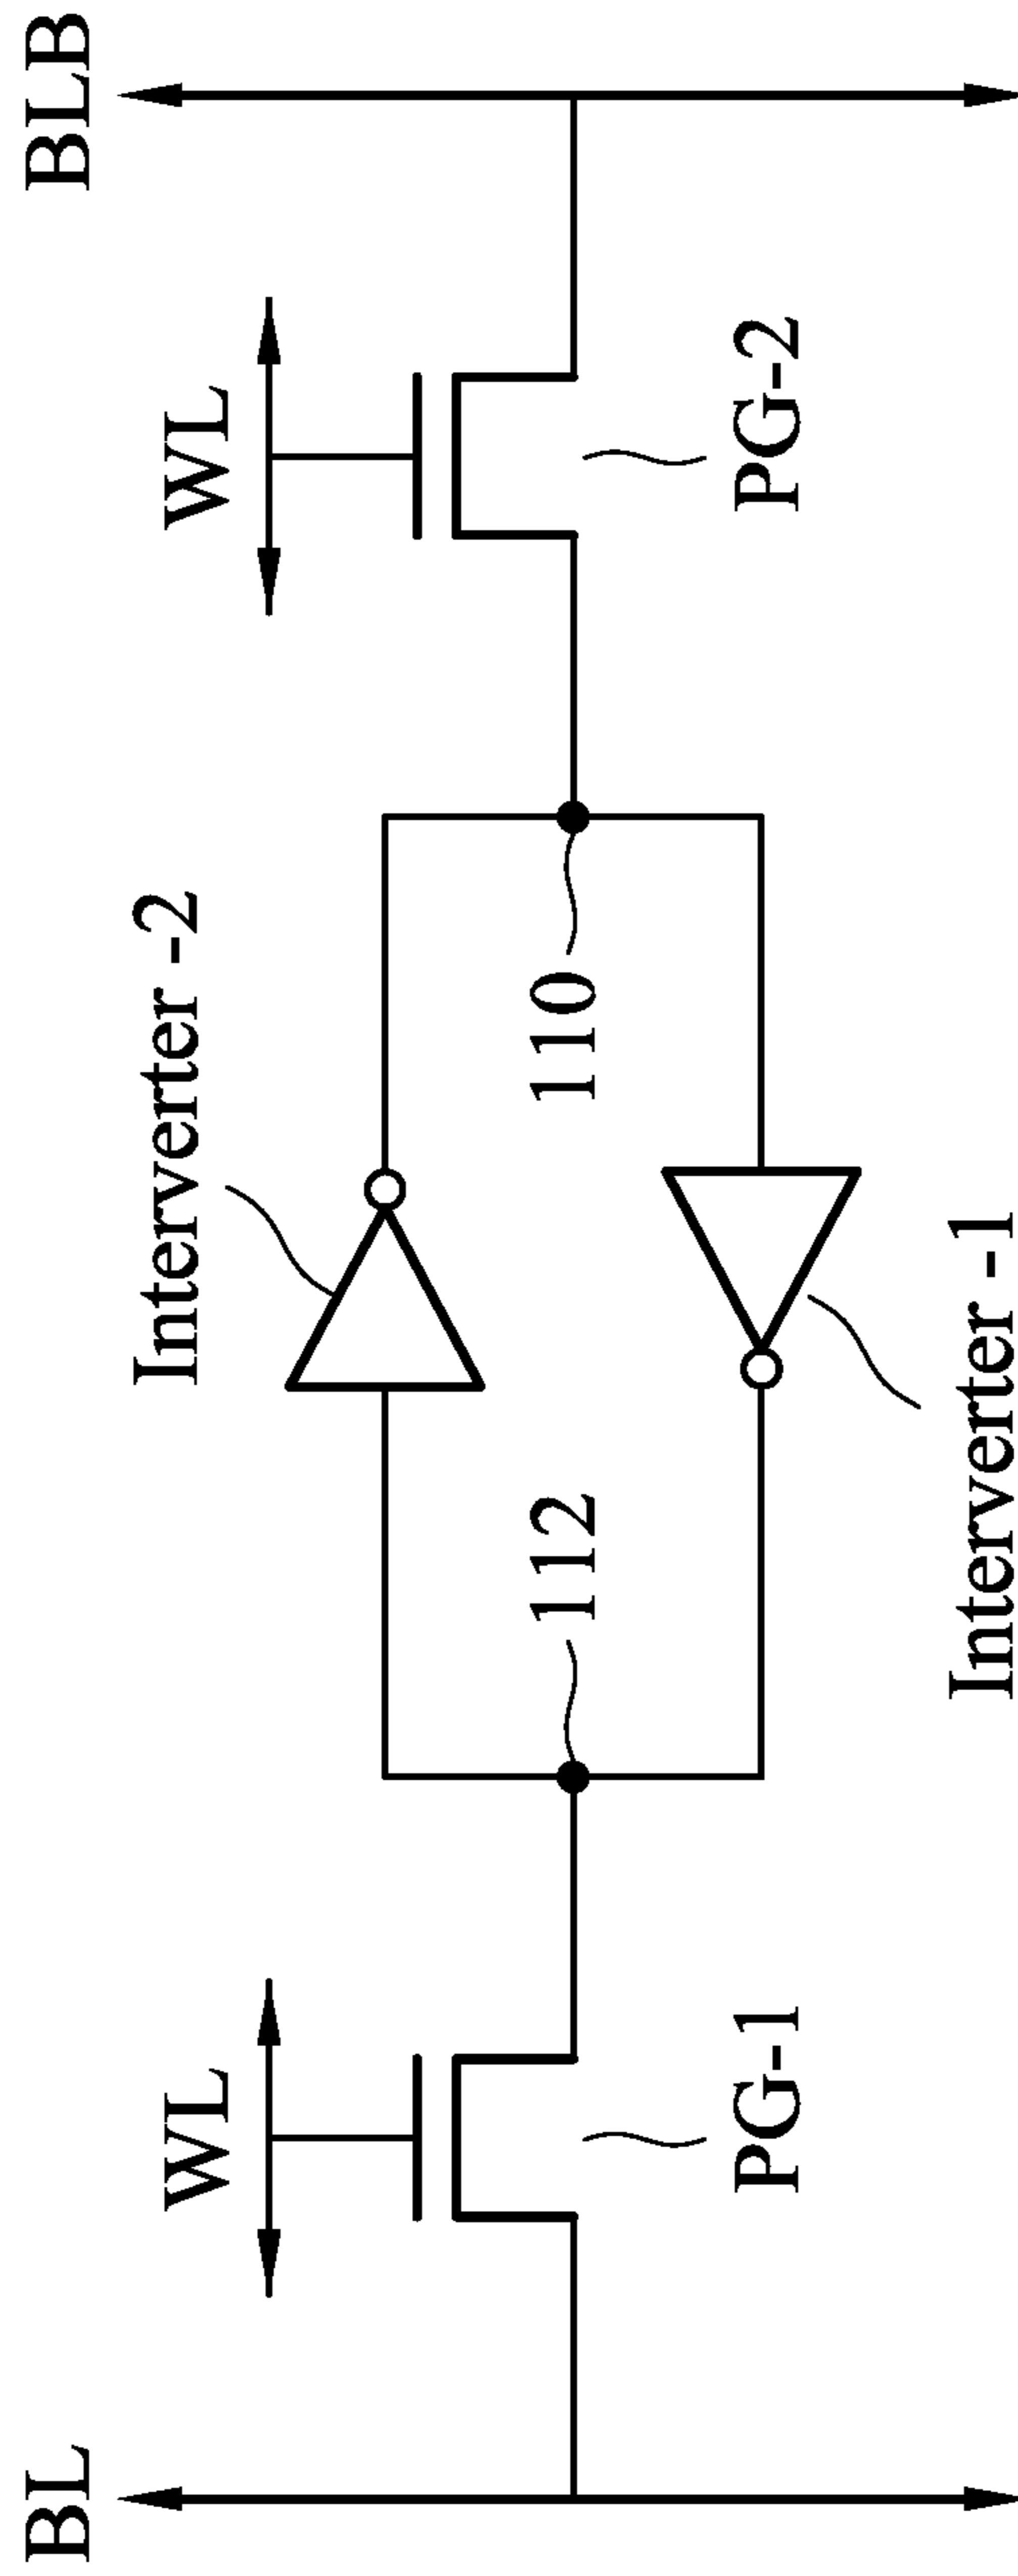 BL
BLB
WL
WL
Interverter -2
112
110
PG-1
PG-2
Interverter -1